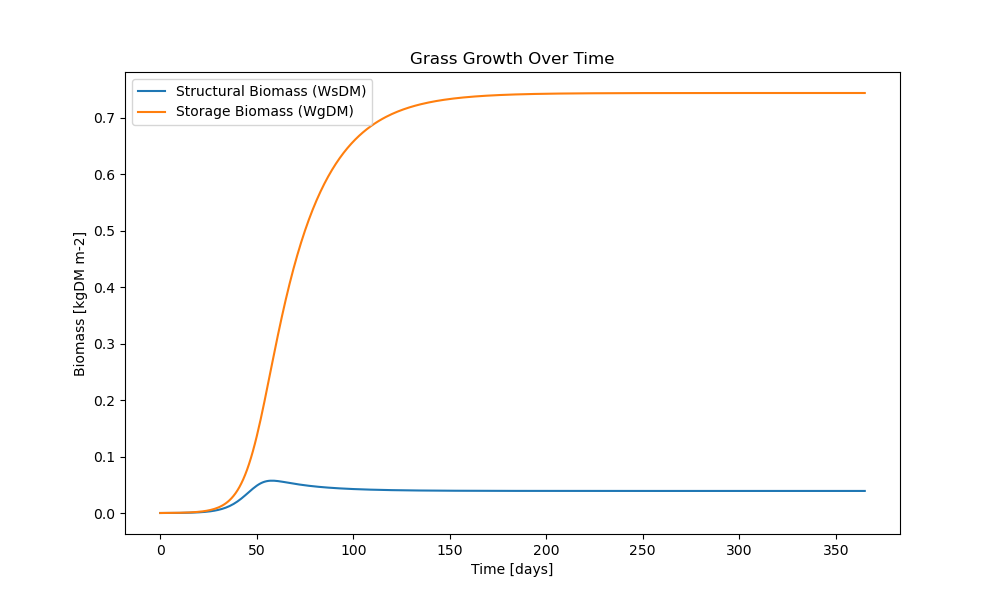 Grass Growth Over Time
Structural Biomass (WsDM)
Storage Biomass (WgDM)
Biomass [kgDM m-2]
0.7
0.6
0.5
0.4
0.3
0.2
0.1
0.0
0 50 100 150 200 250 300 350
Time [days]